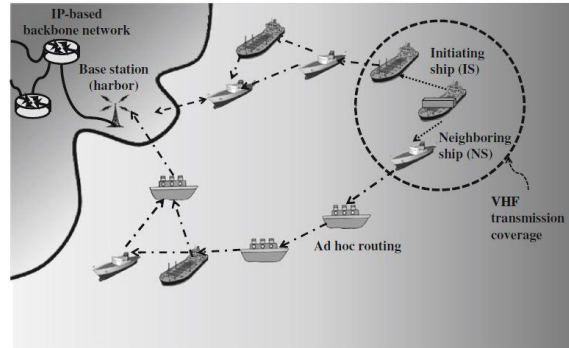 IP-based
backbone network
Base station
(harbor)
Initiating
ship (IS)
Neighboring
ship (NS)
VHF
transmission
coverage
Ad hoc routing